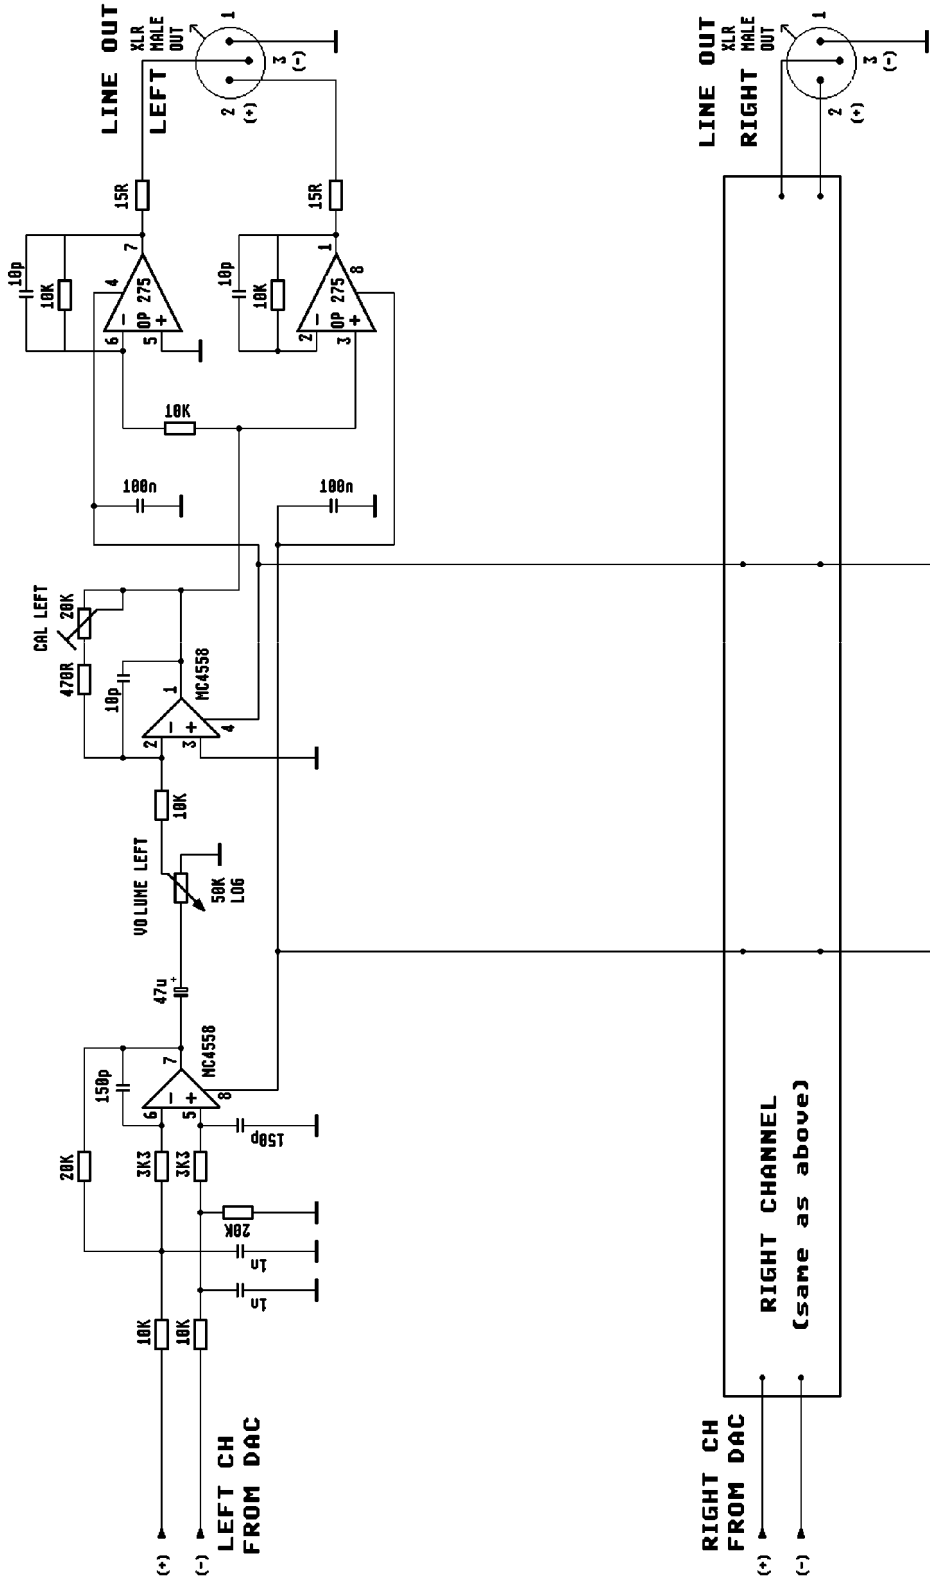 LINE OUT
LEFT
XLR
MALE
OUT
1
3
(-)
2
(+)
15R
15R
10p
10K
7
4
6
5
OP 275
-
+
10p
10K
1
8
2
3
OP 275
-
+
10K
100n
100n
CAL LEFT
20K
470R
10p
1
MC4558
2
3
4
-
+
10K
VOLUME LEFT
50K
LOG
47u
+
7
MC4558
150p
6
5
8
-
+
150p
20K
3K3
3K3
20K
1n
1n
10K
10K
LEFT CH
FROM DAC
(+)
(-)
LINE OUT
RIGHT
XLR
MALE
OUT
1
3
(-)
2
(+)
RIGHT CHANNEL
(same as above)
RIGHT CH
FROM DAC
(+)
(-)